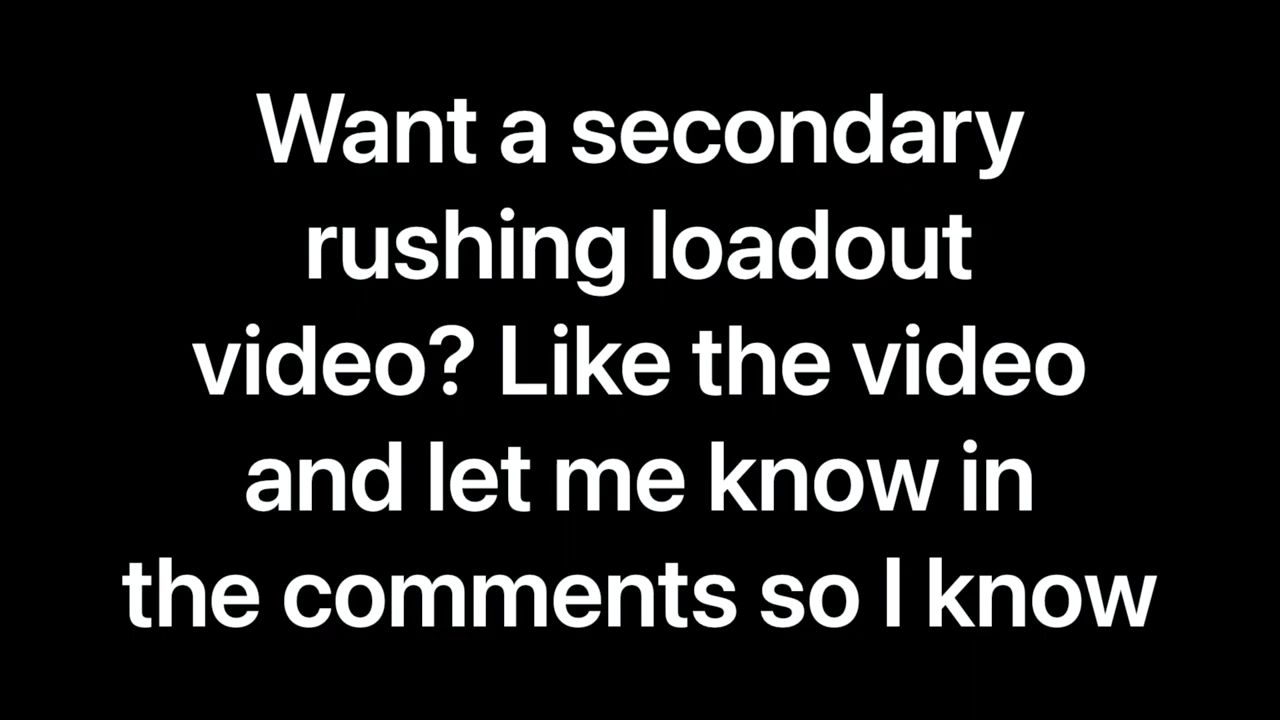 Want a secondary
rushing loadout
video? Like the video
and let me know in
the comments so I know